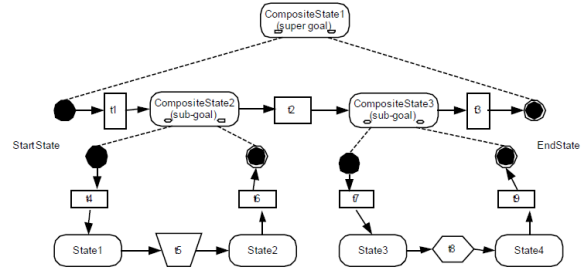 CompositeState1
(super goal)
t1
CompositeState2
(sub-goal)
t2
CompositeState3
(sub-goal)
t3
StartState
EndState
t4
t6
t7
t9
State1
t5
State2
State3
t8
State4